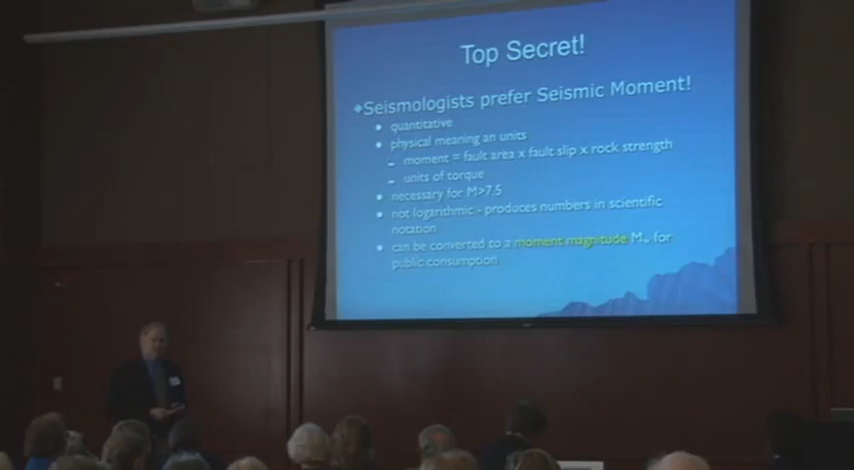 Top Secret!
◆Seismologists prefer Seismic Moment!
• quantitative
• physical meaning an units
– moment = fault area x fault slip x rock strength
– units of torque
• necessary for M>7.5
• not logarithmic - produces numbers in scientific
notation
• can be converted to a moment magnitude Mw for
public consumption